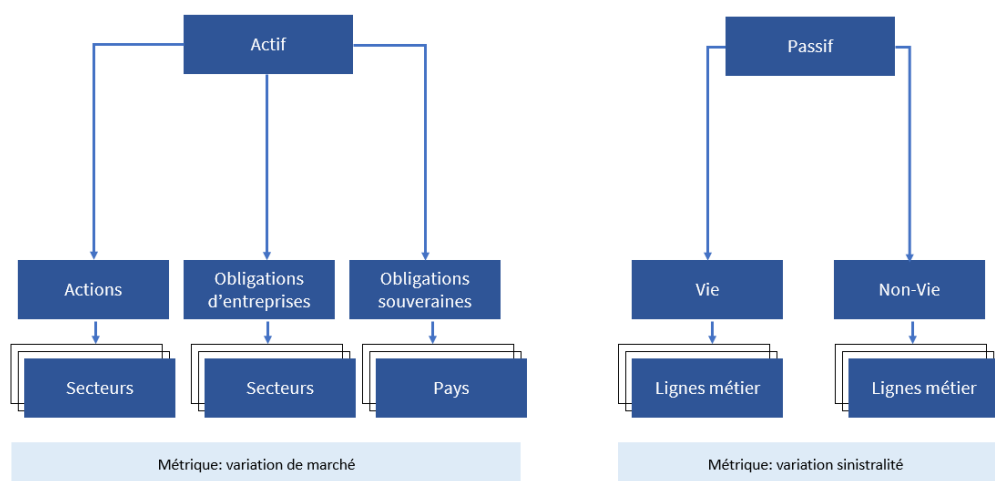 Actif
Passif
Actions
Obligations
d'entreprises
Obligations
souveraines
Vie
Non-Vie
Secteurs
Secteurs
Pays
Lignes métier
Lignes métier
Métrique: variation de marché
Métrique: variation sinistralité